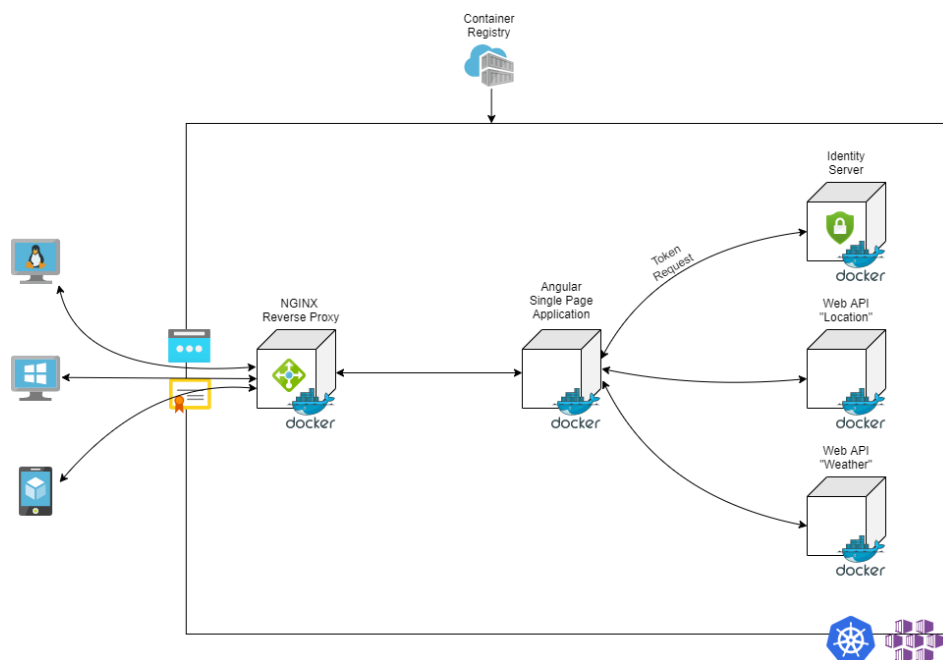 Container
Registry
Identity
Server
docker
Token
Request
NGINX
Reverse Proxy
docker
Angular
Single Page
Application
docker
Web API
"Location"
docker
Web API
"Weather"
docker